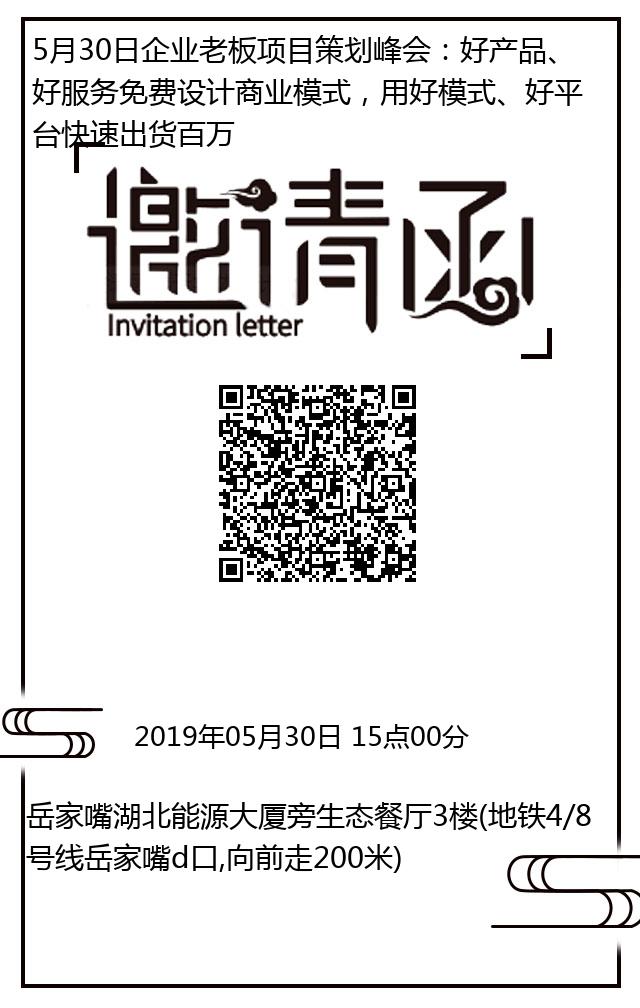 5月30日企业老板项目策划峰会：好产品、
好服务免费设计商业模式，用好模式、好平
台快速出货百万
邀请函
Invitation letter
2019年05月30日 15点00分
岳家嘴湖北能源大厦旁生态餐厅3楼(地铁4/8
号线岳家嘴d口,向前走200米)